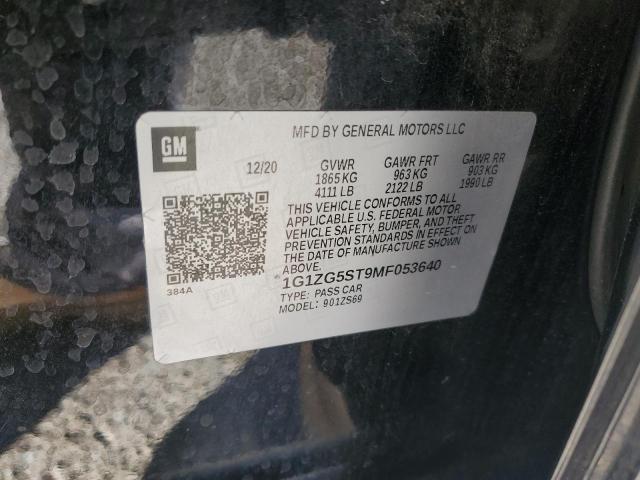 GM
MFD BY GENERAL MOTORS LLC
12/20 GVWR GAWR FRT GAWR RR
1865 KG 963 KG 903 KG
4111 LB 2122 LB 1990 LB
THIS VEHICLE CONFORMS TO ALL
APPLICABLE U.S. FEDERAL MOTOR
VEHICLE SAFETY, BUMPER, AND THEFT
PREVENTION STANDARDS IN EFFECT ON
THE DATE OF MANUFACTURE SHOWN
ABOVE.
384A
1G1ZG5ST9MF053640
TYPE: PASS CAR
MODEL: 901ZS69